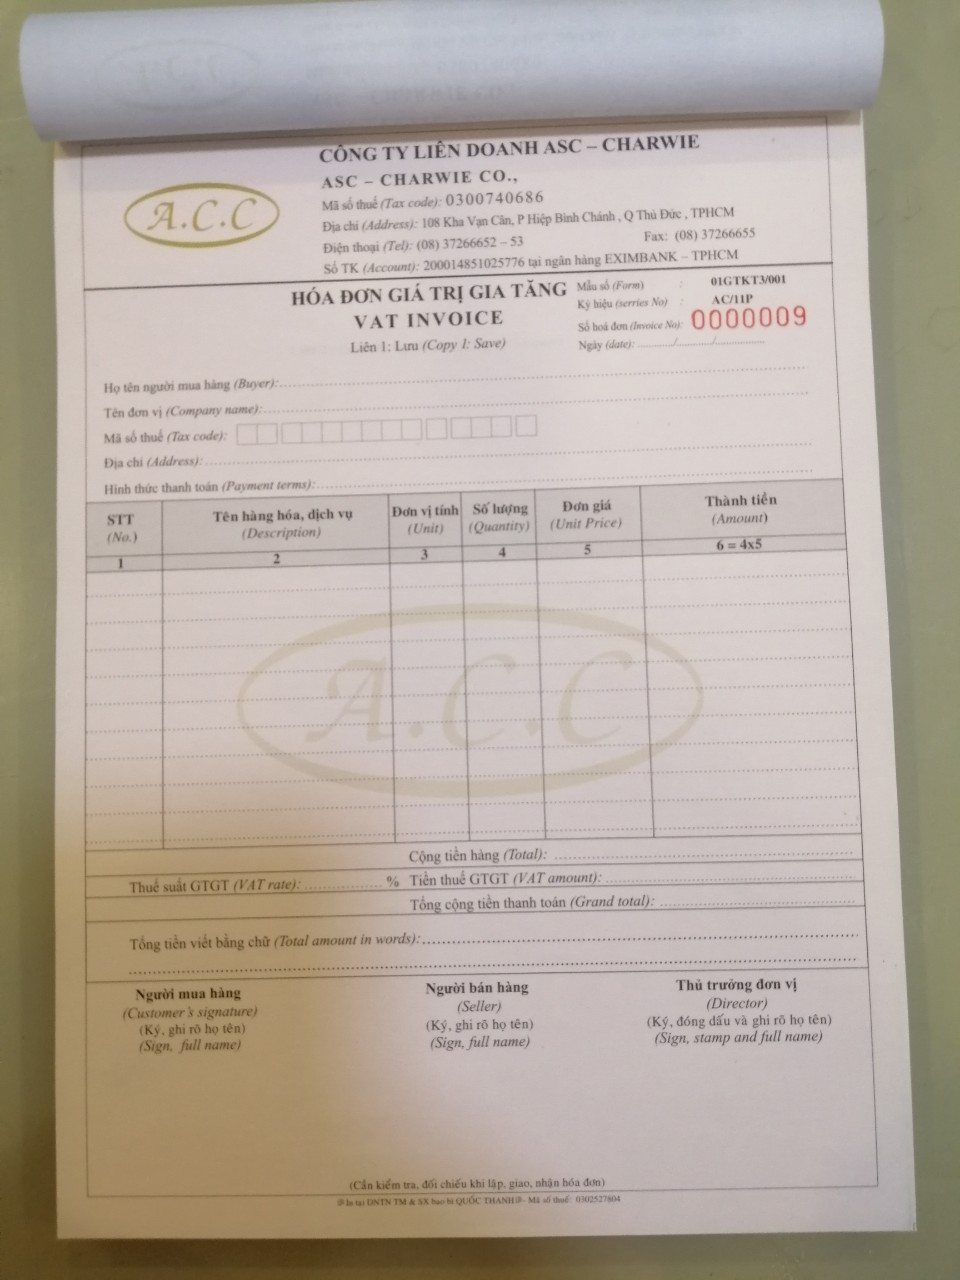 CÔNG TY LIÊN DOANH ASC – CHARWIE
ASC – CHARWIE CO.,
A.C.C
Mã số thuế (Tax code): 0300740686
Địa chỉ (Address): 108 Kha Vạn Cân, P Hiệp Bình Chánh , Q Thủ Đức , TPHCM
Điện thoại (Tel): (08) 37266652 – 53 Fax: (08) 37266655
Số TK (Account): 200014851025776 tại ngân hàng EXIMBANK – TPHCM
HÓA ĐƠN GIÁ TRỊ GIA TĂNG
VAT INVOICE
Liên 1: Lưu (Copy 1: Save)
Mẫu số (Form) : 01GTKT3/001
Ký hiệu (serries No) : AC/11P
Số hoá đơn (Invoice No): 0000009
Ngày (date): ............/............/...............
Họ tên người mua hàng (Buyer):
Tên đơn vị (Company name):
Mã số thuế (Tax code):
Địa chỉ (Address):
Hình thức thanh toán (Payment terms):
STT Tên hàng hóa, dịch vụ Đơn vị tính Số lượng Đơn giá Thành tiền
(No.) (Description) (Unit) (Quantity) (Unit Price) (Amount)
1 2 3 4 5 6 = 4x5
A.C.C
Cộng tiền hàng (Total):
Thuế suất GTGT (VAT rate): .................. % Tiền thuế GTGT (VAT amount):
Tổng cộng tiền thanh toán (Grand total):
Tổng tiền viết bằng chữ (Total amount in words):
Người mua hàng Người bán hàng Thủ trưởng đơn vị
(Customer's signature) (Seller) (Director)
(Ký, ghi rõ họ tên) (Ký, ghi rõ họ tên) (Ký, đóng dấu và ghi rõ họ tên)
(Sign, full name) (Sign, full name) (Sign, stamp and full name)
(Cần kiểm tra, đối chiếu khi lập, giao, nhận hóa đơn)
In tại DNTN TM & SX bao bì QUỐC THANH - Mã số thuế: 0302527804